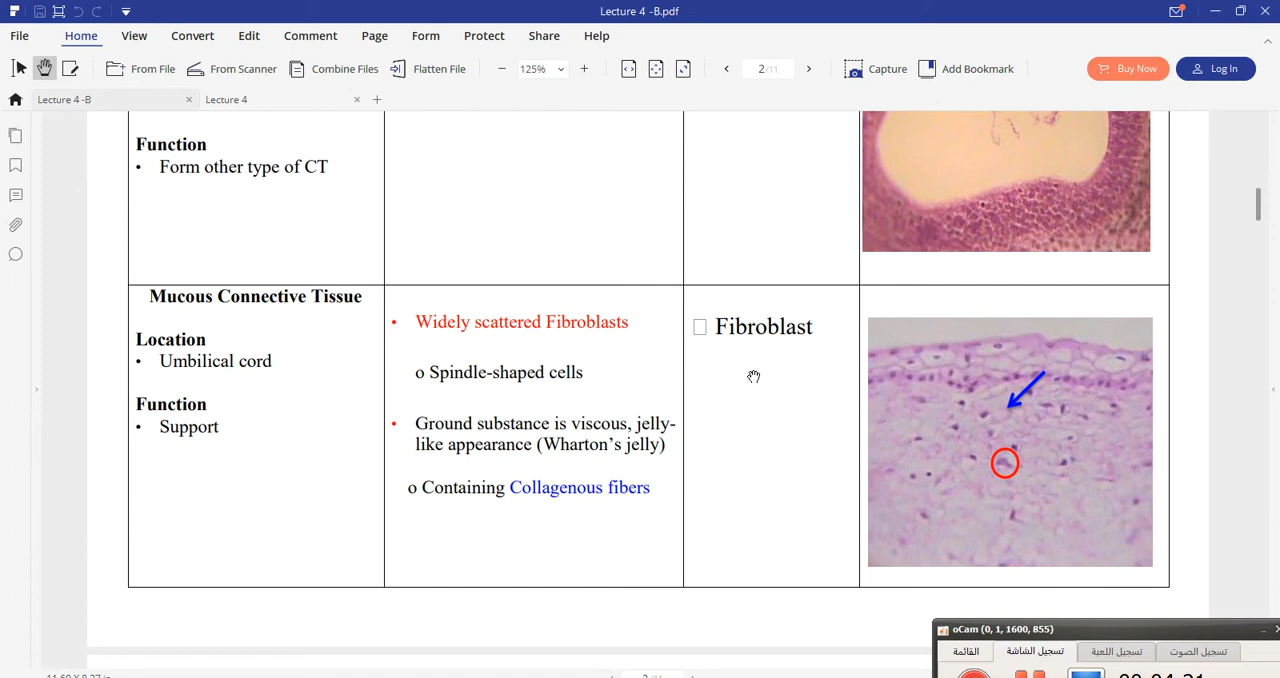 Lecture 4 -B.pdf
File Home View Convert Edit Comment Page Form Protect Share Help
From File From Scanner Combine Files Flatten File 125% 2/11 Capture Add Bookmark Buy Now Log In
Lecture 4 -B Lecture 4
Function
• Form other type of CT
Mucous Connective Tissue
Location
• Umbilical cord
Function
• Support
• Widely scattered Fibroblasts
o Spindle-shaped cells
• Ground substance is viscous, jelly-
like appearance (Wharton's jelly)
o Containing Collagenous fibers
Fibroblast
oCam (0, 1, 1600, 855)
القائمة تسجيل الشاشة تسجيل اللعبة تسجيل الصوت